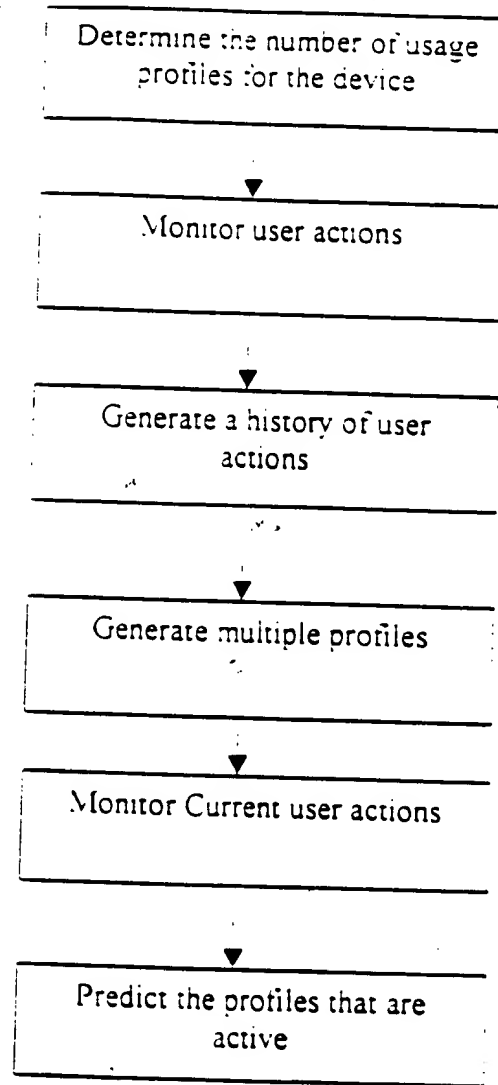 Determine the number of usage
profiles for the device
Monitor user actions
Generate a history of user
actions
Generate multiple profiles
Monitor Current user actions
Predict the profiles that are
active